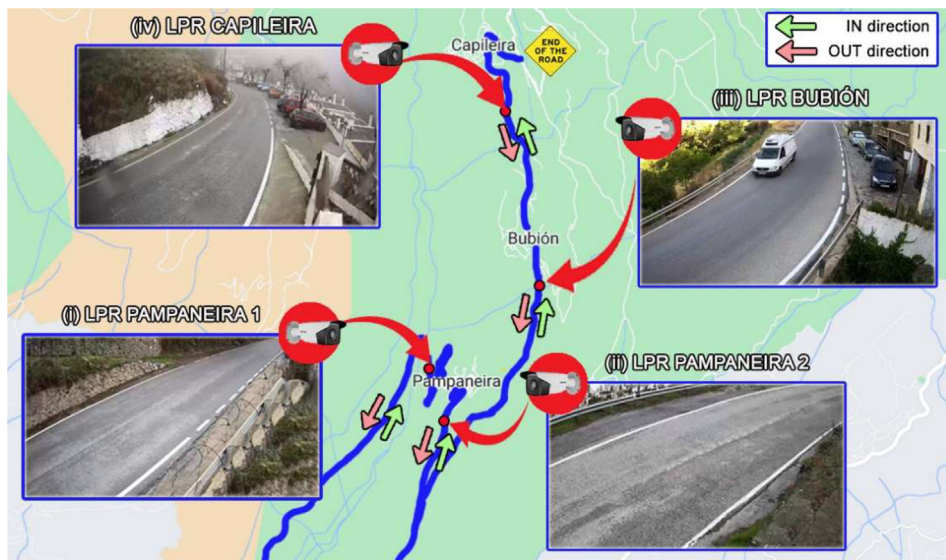 (iv) LPR CAPILEIRA
Capileira
END
OF THE
ROAD
IN direction
OUT direction
(iii) LPR BUBIÓN
Bubión
(i) LPR PAMPANEIRA 1
Pampaneira
(ii) LPR PAMPANEIRA 2